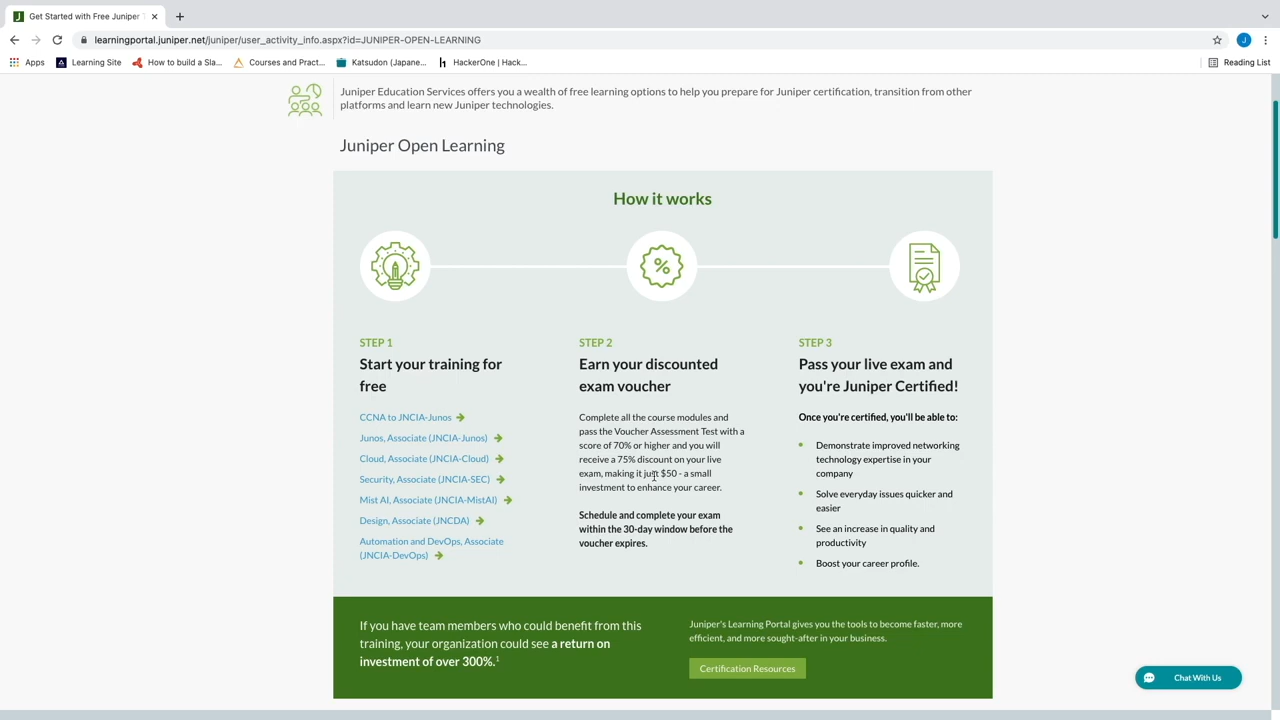 Get Started with Free Juniper T
learningportal.juniper.net/juniper/user_activity_info.aspx?id=JUNIPER-OPEN-LEARNING
J
Apps
Learning Site
How to build a Sla...
Courses and Pract...
Katsudon (Japane...
HackerOne | Hack...
Reading List
Juniper Education Services offers you a wealth of free learning options to help you prepare for Juniper certification, transition from other
platforms and learn new Juniper technologies.
Juniper Open Learning
How it works
%
STEP 1
Start your training for
free
CCNA to JNCIA-Junos
Junos, Associate (JNCIA-Junos)
Cloud, Associate (JNCIA-Cloud)
Security, Associate (JNCIA-SEC)
Mist AI, Associate (JNCIA-MistAI)
Design, Associate (JNCDA)
Automation and DevOps, Associate
(JNCIA-DevOps)
STEP 2
Earn your discounted
exam voucher
Complete all the course modules and
pass the Voucher Assessment Test with a
score of 70% or higher and you will
receive a 75% discount on your live
exam, making it just $50 - a small
investment to enhance your career.
Schedule and complete your exam
within the 30-day window before the
voucher expires.
STEP 3
Pass your live exam and
you're Juniper Certified!
Once you're certified, you'll be able to:
Demonstrate improved networking
technology expertise in your
company
Solve everyday issues quicker and
easier
See an increase in quality and
productivity
Boost your career profile.
If you have team members who could benefit from this
training, your organization could see a return on
investment of over 300%.¹
Juniper's Learning Portal gives you the tools to become faster, more
efficient, and more sought-after in your business.
Certification Resources
Chat With Us